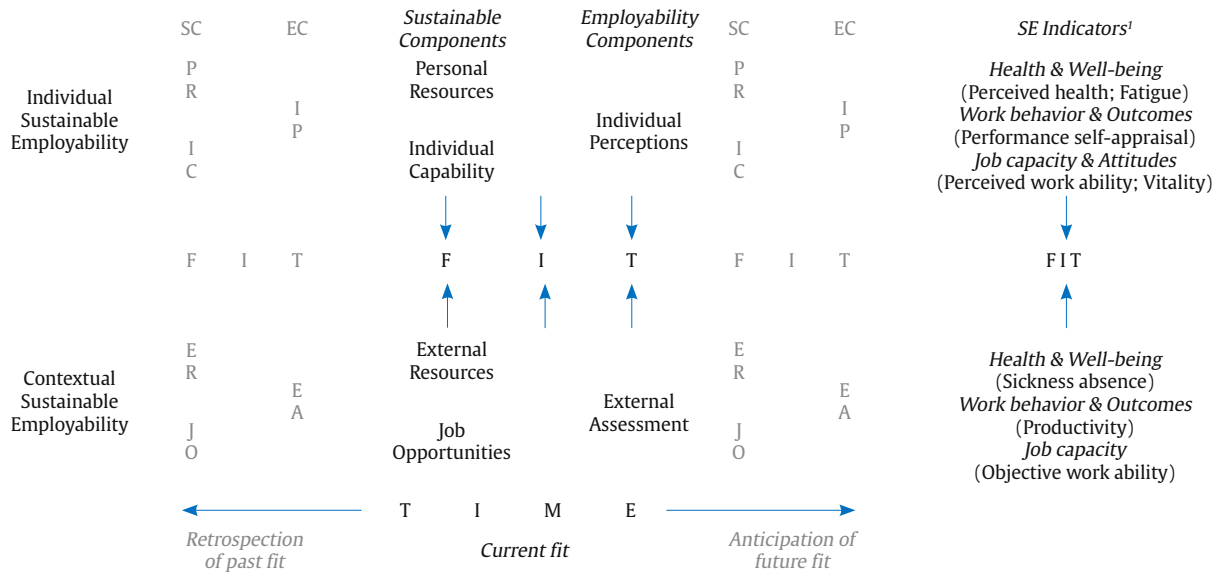 SC EC Sustainable Components Employability Components SC EC SE Indicators¹
P R
I P
I C
Individual
Sustainable
Employability
Personal
Resources
Individual
Capability
Individual
Perceptions
P R
I P
I C
Health & Well-being
(Perceived health; Fatigue)
Work behavior & Outcomes
(Performance self-appraisal)
Job capacity & Attitudes
(Perceived work ability; Vitality)
F I T F I T F I T F I T
E R
E A
J O
Contextual
Sustainable
Employability
External
Resources
Job
Opportunities
External
Assessment
E R
E A
J O
Health & Well-being
(Sickness absence)
Work behavior & Outcomes
(Productivity)
Job capacity
(Objective work ability)
T I M E
Retrospection
of past fit
Current fit
Anticipation of
future fit